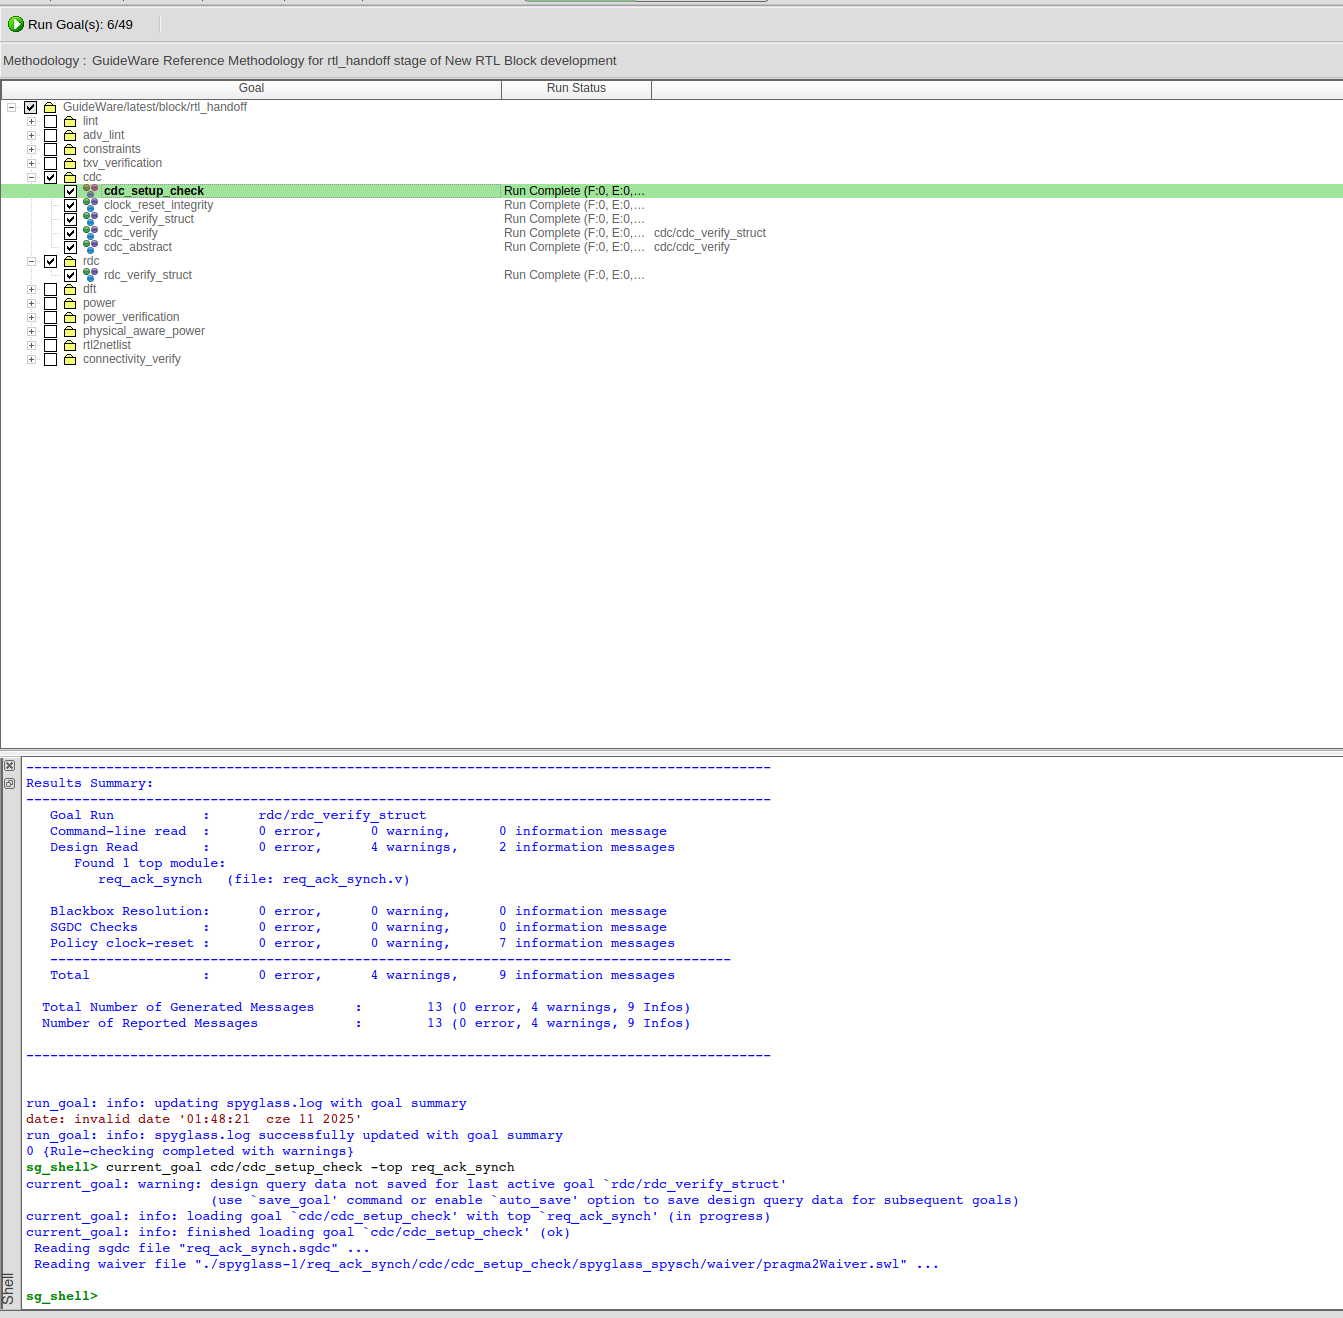 Run Goal(s): 6/49
Methodology : GuideWare Reference Methodology for rtl_handoff stage of New RTL Block development
Goal Run Status
GuideWare/latest/block/rtl_handoff
lint
adv_lint
constraints
txv_verification
cdc
cdc_setup_check Run Complete (F:0, E:0,...
clock_reset_integrity Run Complete (F:0, E:0,...
cdc_verify_struct Run Complete (F:0, E:0,...
cdc_verify Run Complete (F:0, E:0,... cdc/cdc_verify_struct
cdc_abstract Run Complete (F:0, E:0,... cdc/cdc_verify
rdc
rdc_verify_struct Run Complete (F:0, E:0,...
dft
power
power_verification
physical_aware_power
rtl2netlist
connectivity_verify
---------------------------------------------------------------------------------------------
Results Summary:
---------------------------------------------------------------------------------------------
Goal Run : rdc/rdc_verify_struct
Command-line read : 0 error, 0 warning, 0 information message
Design Read : 0 error, 4 warnings, 2 information messages
Found 1 top module:
req_ack_synch (file: req_ack_synch.v)
Blackbox Resolution: 0 error, 0 warning, 0 information message
SGDC Checks : 0 error, 0 warning, 0 information message
Policy clock-reset : 0 error, 0 warning, 7 information messages
-------------------------------------------------------------------------------------
Total : 0 error, 4 warnings, 9 information messages
Total Number of Generated Messages : 13 (0 error, 4 warnings, 9 Infos)
Number of Reported Messages : 13 (0 error, 4 warnings, 9 Infos)
---------------------------------------------------------------------------------------------
run_goal: info: updating spyglass.log with goal summary
date: invalid date '01:48:21  cze 11 2025'
run_goal: info: spyglass.log successfully updated with goal summary
0 {Rule-checking completed with warnings}
sg_shell> current_goal cdc/cdc_setup_check -top req_ack_synch
current_goal: warning: design query data not saved for last active goal `rdc/rdc_verify_struct'
(use `save_goal' command or enable `auto_save' option to save design query data for subsequent goals)
current_goal: info: loading goal `cdc/cdc_setup_check' with top `req_ack_synch' (in progress)
current_goal: info: finished loading goal `cdc/cdc_setup_check' (ok)
Reading sgdc file "req_ack_synch.sgdc" ...
Reading waiver file "./spyglass-1/req_ack_synch/cdc/cdc_setup_check/spyglass_spysch/waiver/pragma2Waiver.swl" ...
sg_shell>
Shell